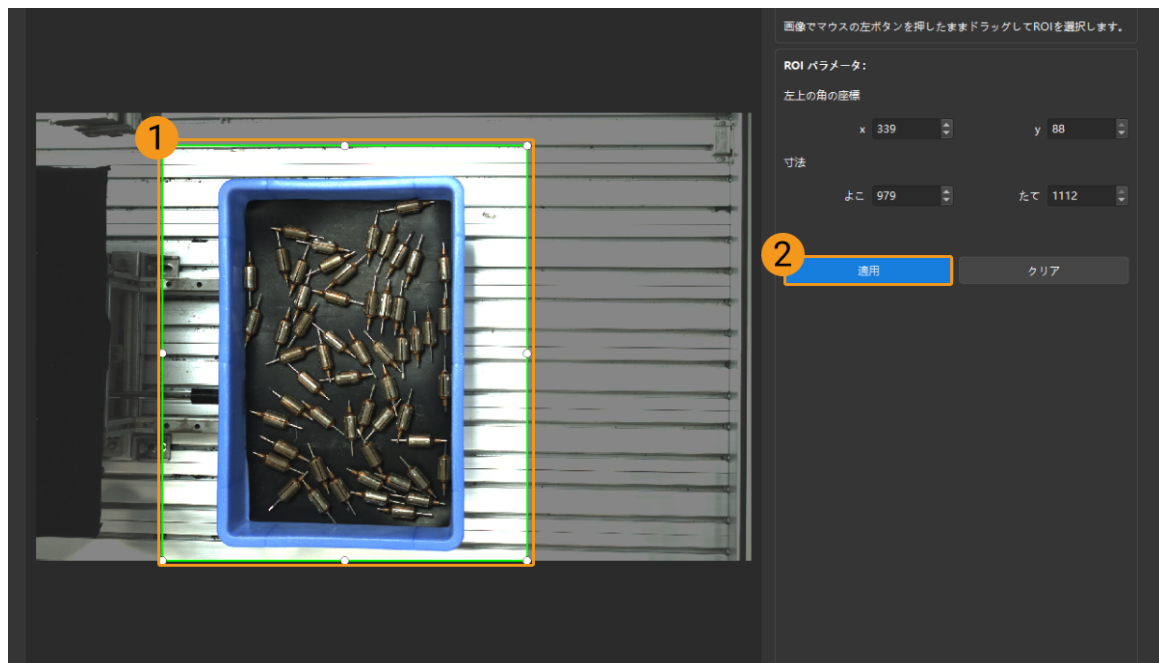 画像でマウスの左ボタンを押したままドラッグしてROIを選択します。
ROI パラメータ：
左上の角の座標
x 339 y 88
寸法
よこ 979 たて 1112
1
2
適用 クリア